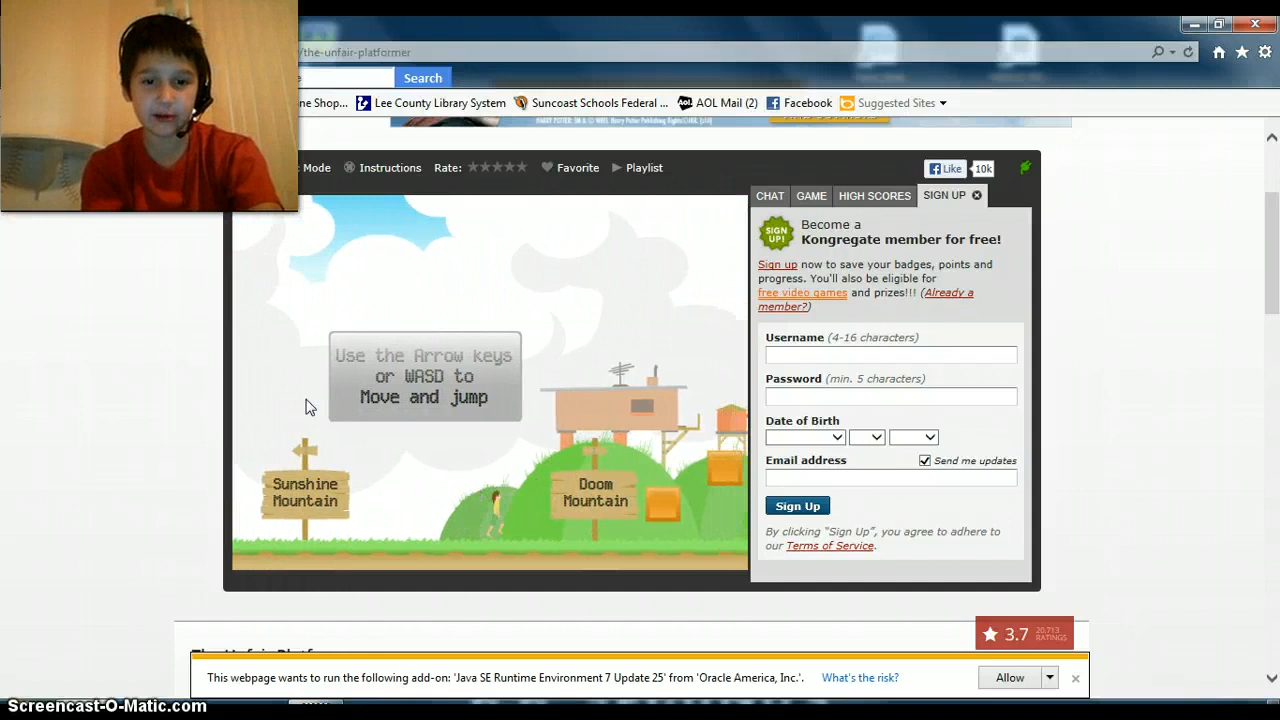 /the-unfair-platformer
Search
Shop...
Lee County Library System
Suncoast Schools Federal ...
AOL Mail (2)
Facebook
Suggested Sites
Mode
Instructions
Rate:
Favorite
Playlist
Like
10k
CHAT
GAME
HIGH SCORES
SIGN UP
SIGN UP!
Become a
Kongregate member for free!
Sign up now to save your badges, points and
progress. You'll also be eligible for
free video games and prizes!!! (Already a
member?)
Use the Arrow keys
or WASD to
Move and jump
Username (4-16 characters)
Password (min. 5 characters)
Date of Birth
Email address
Send me updates
Sign Up
By clicking "Sign Up", you agree to adhere to
our Terms of Service.
Sunshine
Mountain
Doom
Mountain
3.7
20,713
RATINGS
This webpage wants to run the following add-on: 'Java SE Runtime Environment 7 Update 25' from 'Oracle America, Inc.'.
What's the risk?
Allow
Screencast-O-Matic.com